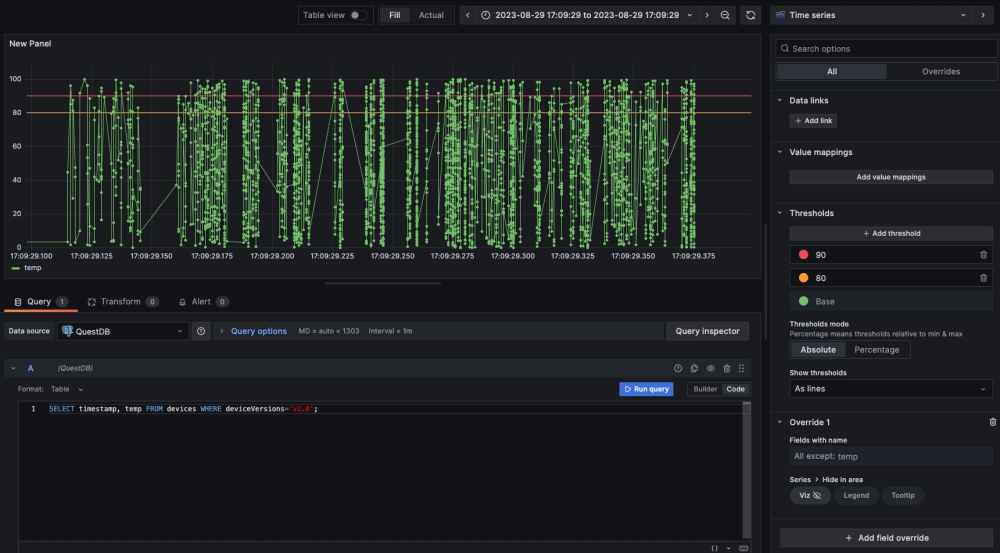 Table view
Fill Actual
2023-08-29 17:09:29 to 2023-08-29 17:09:29
Time series
New Panel
100
80
60
40
20
0
17:09:29.100 17:09:29.125 17:09:29.150 17:09:29.175 17:09:29.200 17:09:29.225 17:09:29.250 17:09:29.275 17:09:29.300 17:09:29.325 17:09:29.350 17:09:29.375
temp
Query 1 Transform 0 Alert 0
Data source QuestDB Query options MD = auto = 1303 Interval = 1m Query inspector
A (QuestDB)
Format: Table Run query Builder Code
1 SELECT timestamp, temp FROM devices WHERE deviceVersions='v2.0';
{}
Search options
All Overrides
Data links
+ Add link
Value mappings
Add value mappings
Thresholds
+ Add threshold
90
80
Base
Thresholds mode
Percentage means thresholds relative to min & max
Absolute Percentage
Show thresholds
As lines
Override 1
Fields with name
All except: temp
Series > Hide in area
Viz Legend Tooltip
+ Add field override